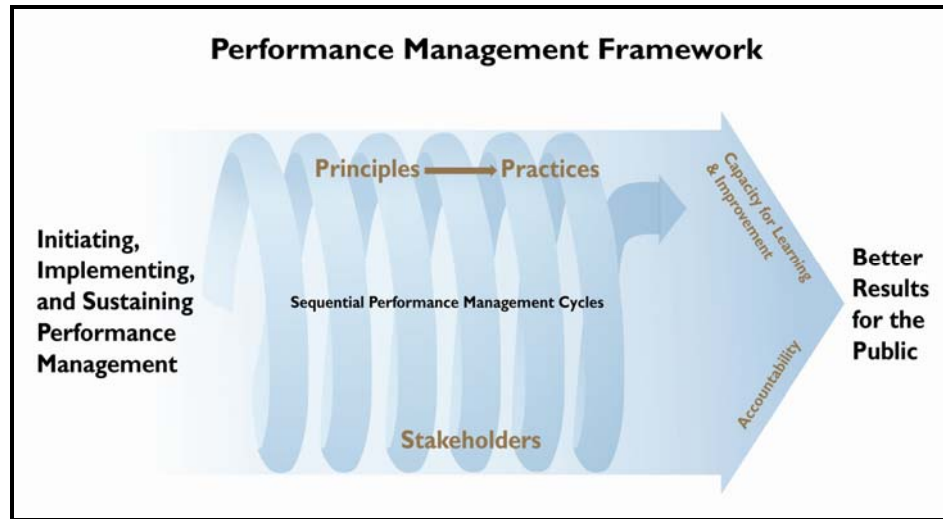 Performance Management Framework
Principles → Practices
Capacity for Learning
& Improvement
Initiating,
Implementing,
and Sustaining
Performance
Management
Sequential Performance Management Cycles
Better
Results
for the
Public
Accountability
Stakeholders